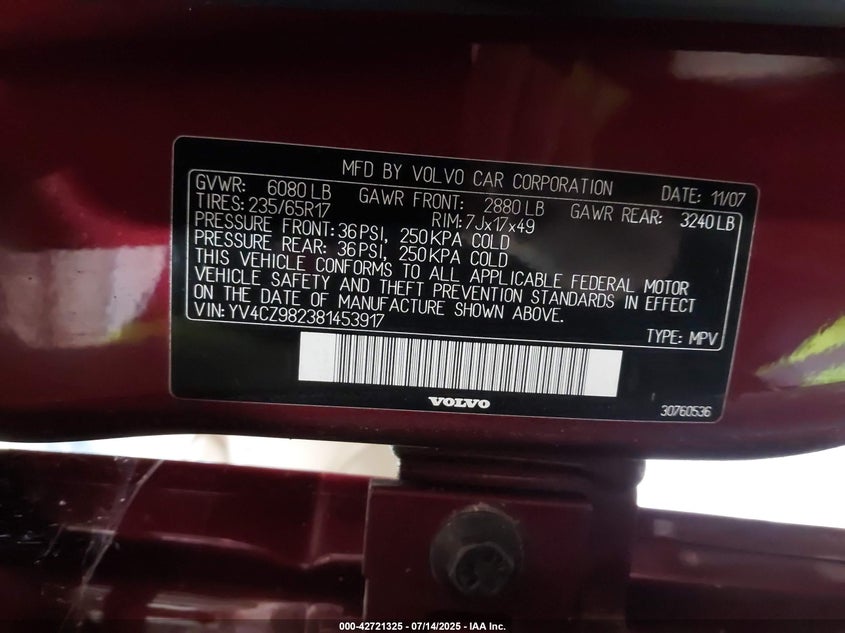 MFD BY VOLVO CAR CORPORATION DATE: 11/07
GVWR: 6080 LB GAWR FRONT: 2880 LB GAWR REAR: 3240 LB
TIRES: 235/65R17 RIM: 7Jx17x49
PRESSURE FRONT: 36 PSI, 250 KPA COLD
PRESSURE REAR: 36 PSI, 250 KPA COLD
THIS VEHICLE CONFORMS TO ALL APPLICABLE FEDERAL MOTOR
VEHICLE SAFETY AND THEFT PREVENTION STANDARDS IN EFFECT
ON THE DATE OF MANUFACTURE SHOWN ABOVE.
VIN: YV4CZ982381453917 TYPE: MPV
VOLVO
30760536
000-42721325 - 07/14/2025 - IAA Inc.